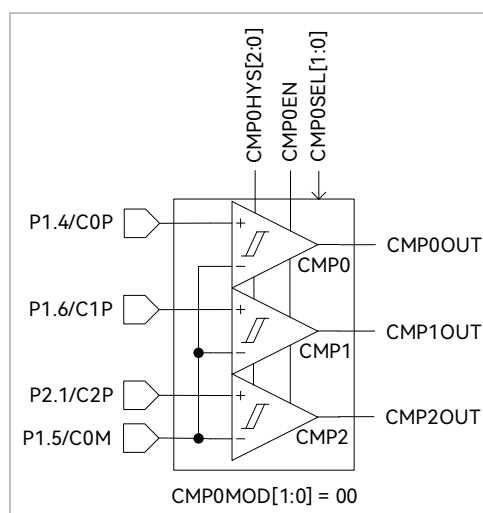 CMP0HYS[2:0]
CMP0EN
CMP0SEL[1:0]
P1.4/C0P
+
−
CMP0
CMP0OUT
P1.6/C1P
+
−
CMP1
CMP1OUT
P2.1/C2P
+
P1.5/C0M
−
CMP2
CMP2OUT
CMP0MOD[1:0] = 00